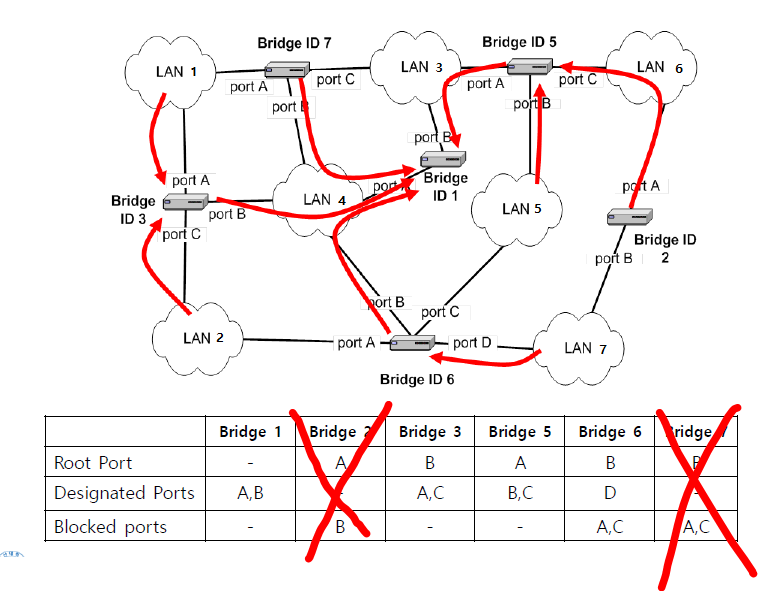 Bridge ID 7
Bridge ID 5
LAN 1
port A
port C
LAN 3
port A
port C
LAN 6
port B
port B
port B
port A
Bridge ID 3
port B
LAN 4
port A
Bridge ID 1
LAN 5
port A
Bridge ID 2
port C
port B
port B
port C
LAN 2
port A
port D
LAN 7
Bridge ID 6
Bridge 1 Bridge 2 Bridge 3 Bridge 5 Bridge 6 Bridge 7
Root Port - A B A B B
Designated Ports A,B - A,C B,C D -
Blocked ports - B - - A,C A,C